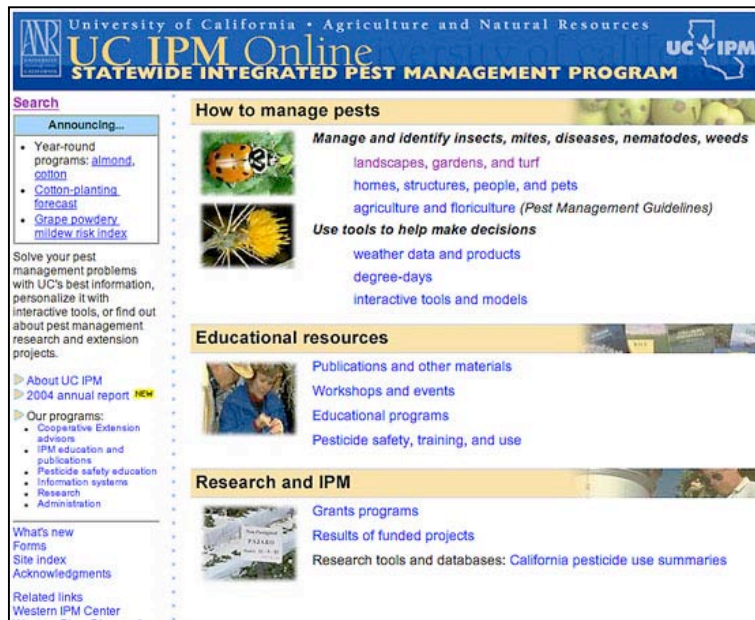 University of California • Agriculture and Natural Resources
ANR
UC IPM Online
STATEWIDE INTEGRATED PEST MANAGEMENT PROGRAM
UC IPM
Search
Announcing...
• Year-round
programs: almond,
cotton
• Cotton-planting
forecast
• Grape powdery
mildew risk index
Solve your pest
management problems
with UC's best information,
personalize it with
interactive tools, or find out
about pest management
research and extension
projects.
About UC IPM
2004 annual report NEW
Our programs:
• Cooperative Extension
advisors
• IPM education and
publications
• Pesticide safety education
• Information systems
• Research
• Administration
What's new
Forms
Site index
Acknowledgments
Related links
Western IPM Center
How to manage pests
Manage and identify insects, mites, diseases, nematodes, weeds
landscapes, gardens, and turf
homes, structures, people, and pets
agriculture and floriculture (Pest Management Guidelines)
Use tools to help make decisions
weather data and products
degree-days
interactive tools and models
Educational resources
Publications and other materials
Workshops and events
Educational programs
Pesticide safety, training, and use
Research and IPM
Grants programs
Results of funded projects
Research tools and databases: California pesticide use summaries
PAJARO